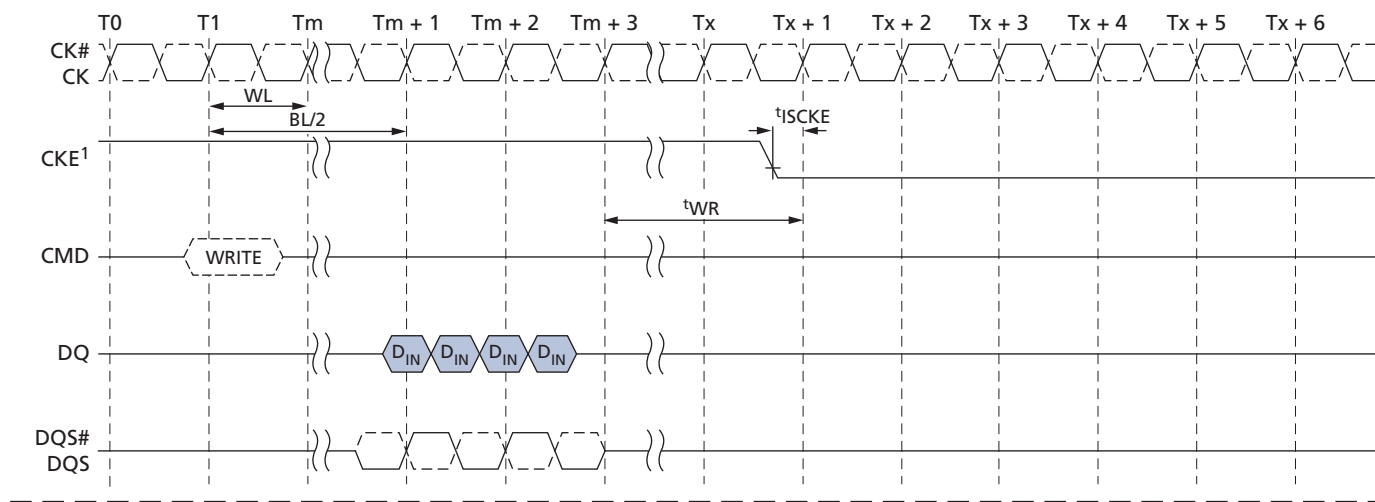 T0 T1 Tm Tm + 1 Tm + 2 Tm + 3 Tx Tx + 1 Tx + 2 Tx + 3 Tx + 4 Tx + 5 Tx + 6
CK#
CK
WL
BL/2
tISCKE
CKE1
tWR
CMD WRITE
DQ DIN DIN DIN DIN
DQS#
DQS